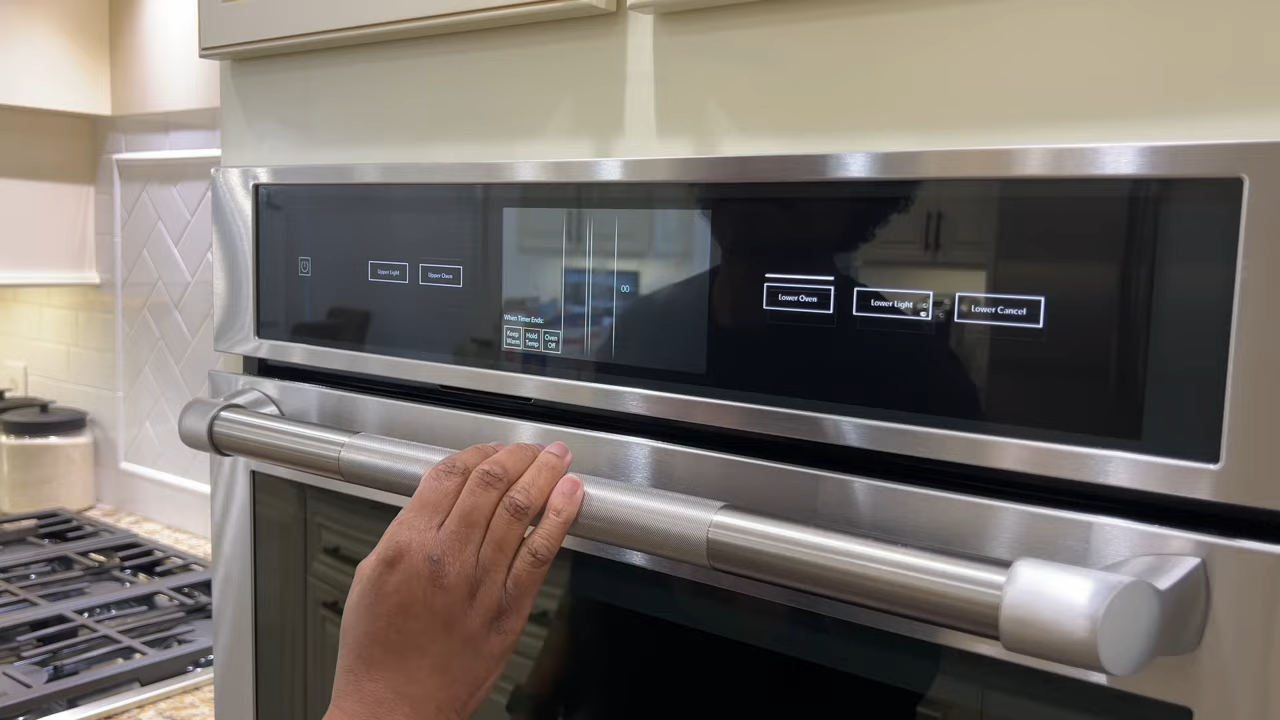 Upper Light
Upper Oven
00
When Timer Ends:
Keep
Warm
Hold
Temp
Oven
Off
Lower Oven
Lower Light
Lower Cancel